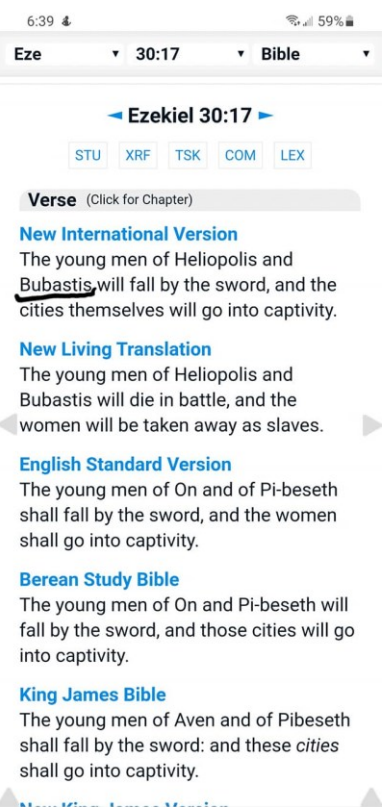 6:39 59%
Eze 30:17 Bible
Ezekiel 30:17
STU XRF TSK COM LEX
Verse (Click for Chapter)
New International Version
The young men of Heliopolis and
Bubastis will fall by the sword, and the
cities themselves will go into captivity.
New Living Translation
The young men of Heliopolis and
Bubastis will die in battle, and the
women will be taken away as slaves.
English Standard Version
The young men of On and of Pi-beseth
shall fall by the sword, and the women
shall go into captivity.
Berean Study Bible
The young men of On and Pi-beseth will
fall by the sword, and those cities will go
into captivity.
King James Bible
The young men of Aven and of Pibeseth
shall fall by the sword: and these cities
shall go into captivity.
New King James Version